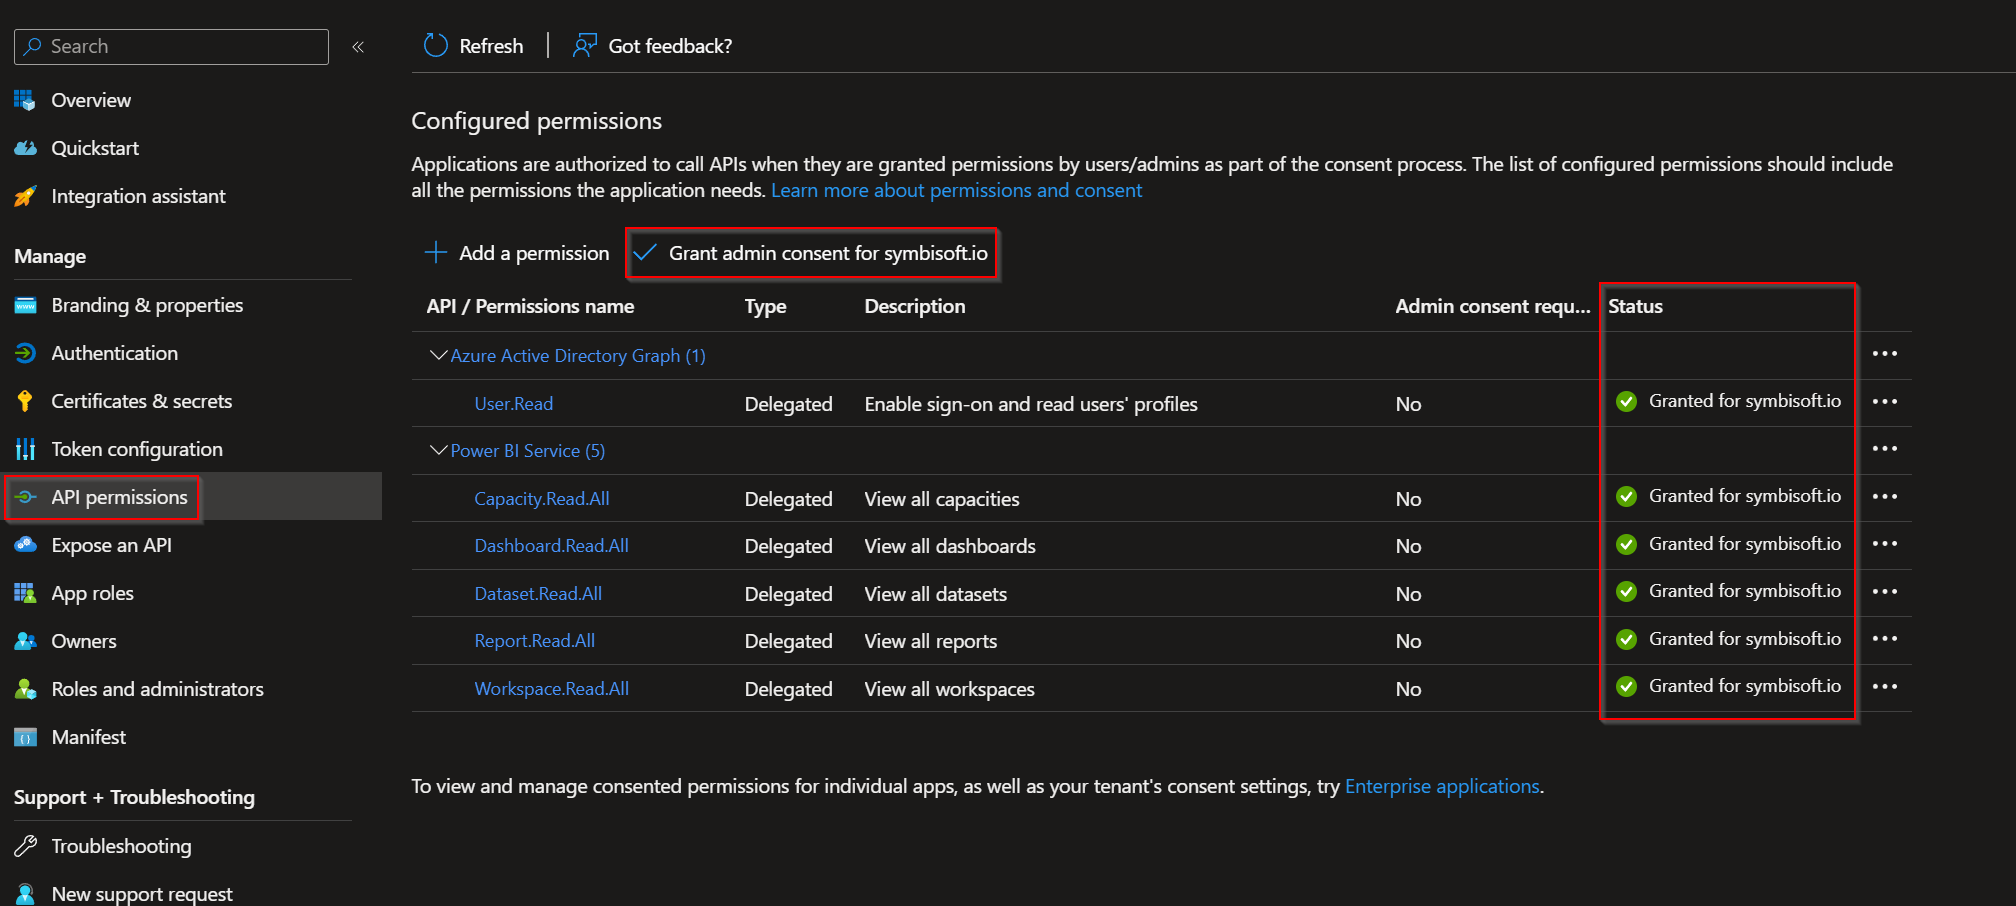 Search
«
Overview
Quickstart
Integration assistant
Manage
Branding & properties
Authentication
Certificates & secrets
Token configuration
API permissions
Expose an API
App roles
Owners
Roles and administrators
Manifest
Support + Troubleshooting
Troubleshooting
New support request
Refresh | Got feedback?
Configured permissions
Applications are authorized to call APIs when they are granted permissions by users/admins as part of the consent process. The list of configured permissions should include
all the permissions the application needs. Learn more about permissions and consent
Add a permission Grant admin consent for symbisoft.io
API / Permissions name Type Description Admin consent requ... Status
Azure Active Directory Graph (1) ...
User.Read Delegated Enable sign-on and read users' profiles No Granted for symbisoft.io ...
Power BI Service (5) ...
Capacity.Read.All Delegated View all capacities No Granted for symbisoft.io ...
Dashboard.Read.All Delegated View all dashboards No Granted for symbisoft.io ...
Dataset.Read.All Delegated View all datasets No Granted for symbisoft.io ...
Report.Read.All Delegated View all reports No Granted for symbisoft.io ...
Workspace.Read.All Delegated View all workspaces No Granted for symbisoft.io ...
To view and manage consented permissions for individual apps, as well as your tenant's consent settings, try Enterprise applications.